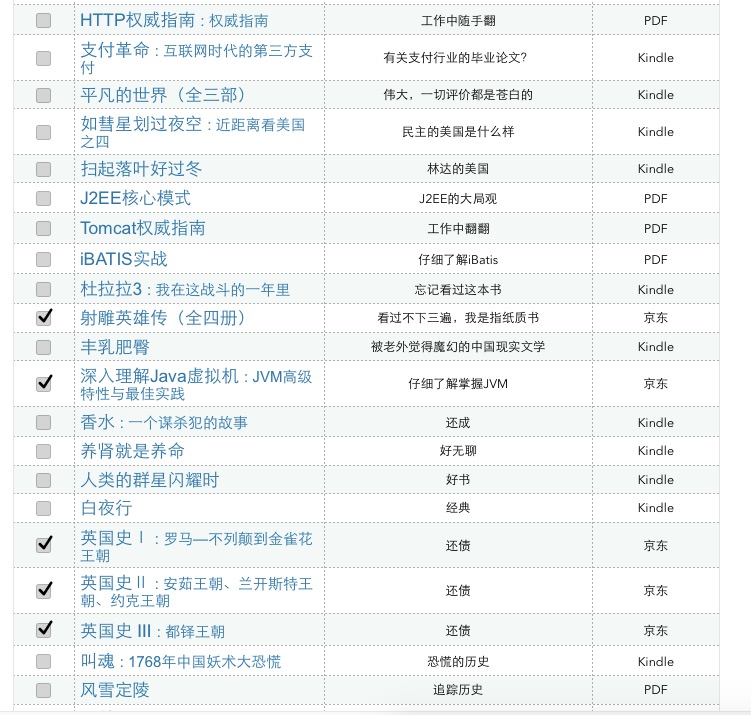 HTTP权威指南 : 权威指南 工作中随手翻 PDF
支付革命 : 互联网时代的第三方支
付 有关支付行业的毕业论文? Kindle
平凡的世界（全三部） 伟大，一切评价都是苍白的 Kindle
如彗星划过夜空 : 近距离看美国
之四 民主的美国是什么样 Kindle
扫起落叶好过冬 林达的美国 Kindle
J2EE核心模式 J2EE的大局观 PDF
Tomcat权威指南 工作中翻翻 PDF
iBATIS实战 仔细了解iBatis PDF
杜拉拉3 : 我在这战斗的一年里 忘记看过这本书 Kindle
射雕英雄传（全四册） 看过不下三遍，我是指纸质书 京东
丰乳肥臀 被老外觉得魔幻的中国现实文学 Kindle
深入理解Java虚拟机 : JVM高级
特性与最佳实践 仔细了解掌握JVM 京东
香水 : 一个谋杀犯的故事 还成 Kindle
养肾就是养命 好无聊 Kindle
人类的群星闪耀时 好书 Kindle
白夜行 经典 Kindle
英国史Ⅰ : 罗马—不列颠到金雀花
王朝 还债 京东
英国史Ⅱ : 安茹王朝、兰开斯特王
朝、约克王朝 还债 京东
英国史 III : 都铎王朝 还债 京东
叫魂 : 1768年中国妖术大恐慌 恐慌的历史 Kindle
风雪定陵 追踪历史 PDF